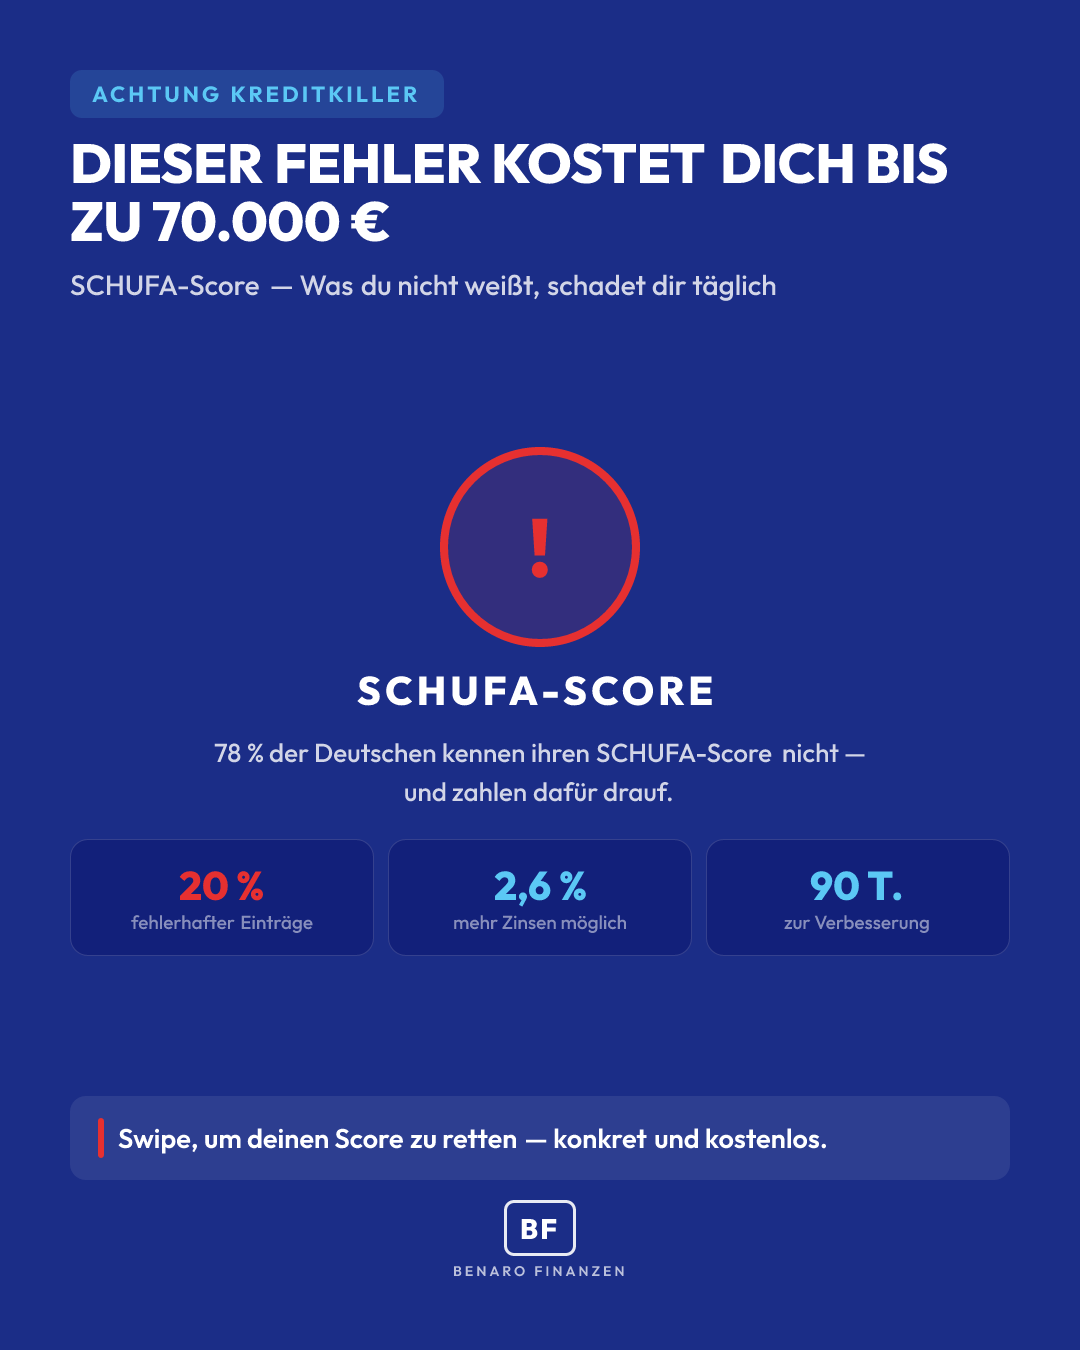 ACHTUNG KREDITKILLER
DIESER FEHLER KOSTET DICH BIS
ZU 70.000 €
SCHUFA-Score — Was du nicht weißt, schadet dir täglich
!
SCHUFA-SCORE
78 % der Deutschen kennen ihren SCHUFA-Score nicht —
und zahlen dafür drauf.
20 %
fehlerhafter Einträge
2,6 %
mehr Zinsen möglich
90 T.
zur Verbesserung
Swipe, um deinen Score zu retten — konkret und kostenlos.
BF
BENARO FINANZEN